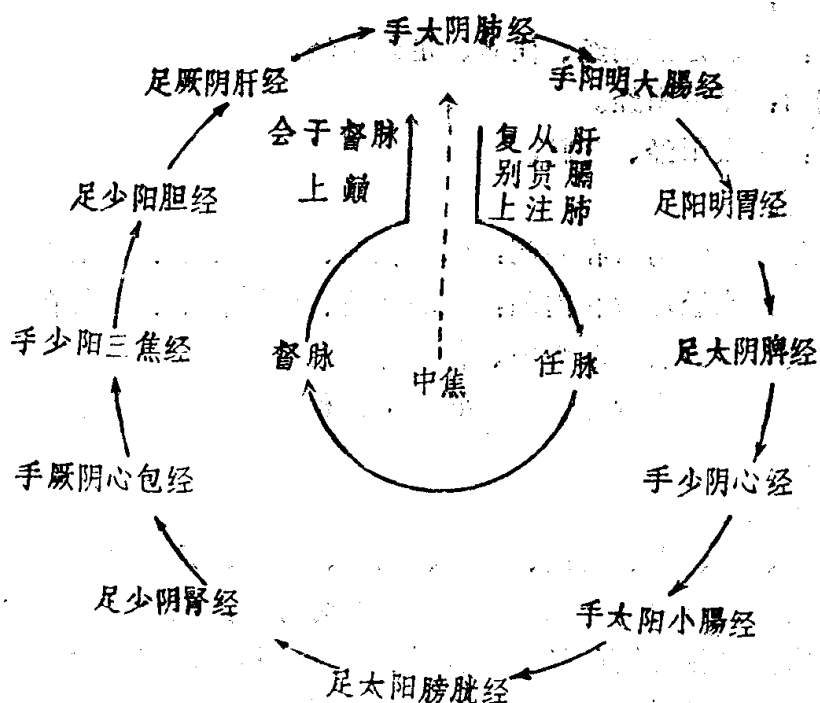 手太阴肺经
手阳明大腸经
足阳明胃经
足太阴脾经
手少阴心经
手太阳小腸经
足太阳膀胱经
足少阴腎经
手厥阴心包经
手少阳三焦经
足少阳胆经
足厥阴肝经
会于督脉
上颠
复从肝
别贯膈
上注肺
督脉
中焦
任脉